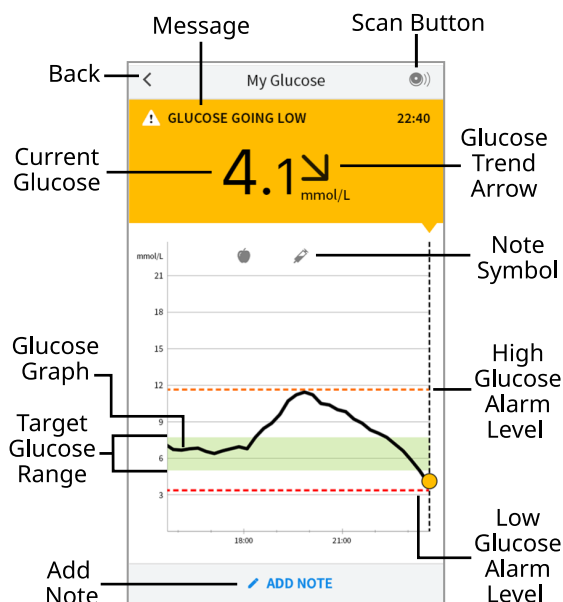 Message
Scan Button
Back
My Glucose
GLUCOSE GOING LOW
22:40
Current
Glucose
4.1
mmol/L
Glucose
Trend
Arrow
Note
Symbol
mmol/L
21
18
15
12
9
6
3
18:00
21:00
Glucose
Graph
Target
Glucose
Range
High
Glucose
Alarm
Level
Low
Glucose
Alarm
Level
Add
Note
ADD NOTE